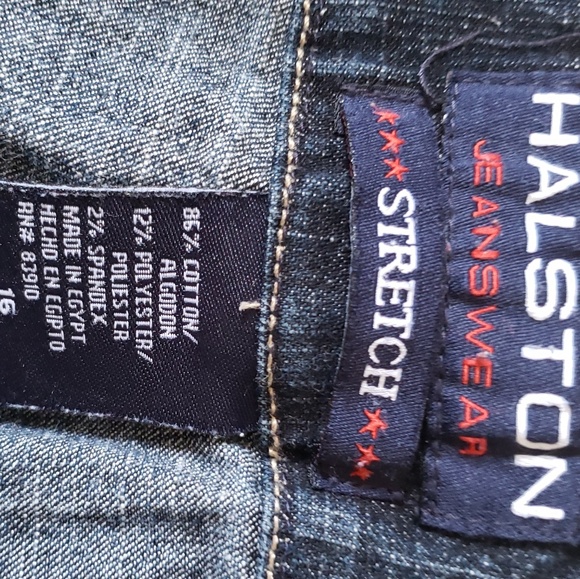 HALSTON
JEANSWEAR
★★★ STRETCH ★★★
86% COTTON/
ALGODON
12% POLYESTER/
POLIESTER
2% SPANDEX
MADE IN EGYPT
HECHO EN EGIPTO
RN# 83910
16